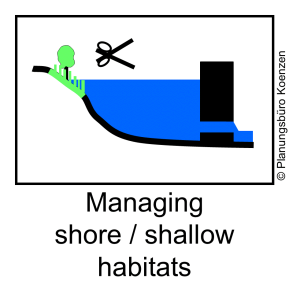 © Planungsbüro Koenzen
Managing
shore / shallow
habitats